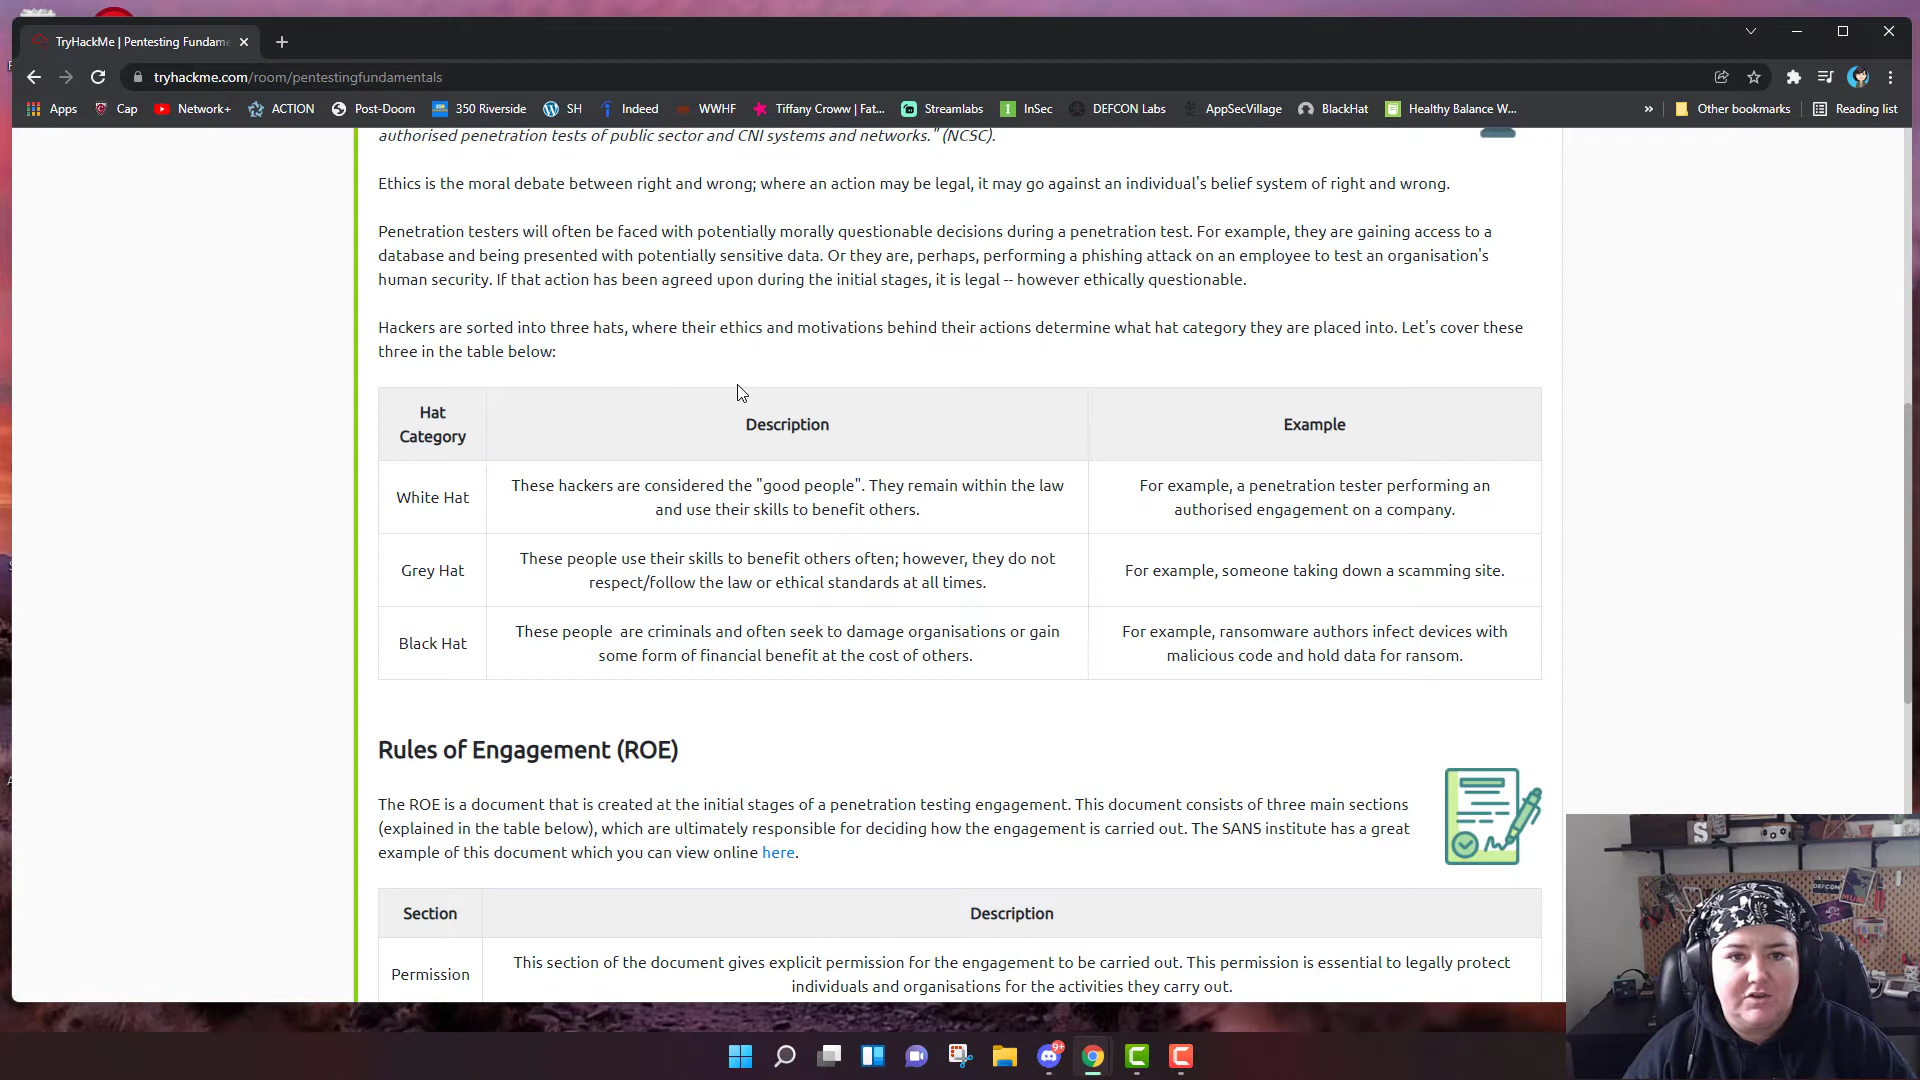 TryHackMe | Pentesting Fundam
tryhackme.com/room/pentestingfundamentals
Apps
Cap
Network+
ACTION
Post-Doom
350 Riverside
SH
Indeed
WWHF
Tiffany Croww | Fat...
Streamlabs
InSec
DEFCON Labs
AppSecVillage
BlackHat
Healthy Balance W...
»
Other bookmarks
Reading list
authorised penetration tests of public sector and CNI systems and networks." (NCSC).
Ethics is the moral debate between right and wrong; where an action may be legal, it may go against an individual's belief system of right and wrong.
Penetration testers will often be faced with potentially morally questionable decisions during a penetration test. For example, they are gaining access to a
database and being presented with potentially sensitive data. Or they are, perhaps, performing a phishing attack on an employee to test an organisation's
human security. If that action has been agreed upon during the initial stages, it is legal -- however ethically questionable.
Hackers are sorted into three hats, where their ethics and motivations behind their actions determine what hat category they are placed into. Let's cover these
three in the table below:
Hat
Category
Description
Example
White Hat
These hackers are considered the "good people". They remain within the law
and use their skills to benefit others.
For example, a penetration tester performing an
authorised engagement on a company.
Grey Hat
These people use their skills to benefit others often; however, they do not
respect/follow the law or ethical standards at all times.
For example, someone taking down a scamming site.
Black Hat
These people are criminals and often seek to damage organisations or gain
some form of financial benefit at the cost of others.
For example, ransomware authors infect devices with
malicious code and hold data for ransom.
Rules of Engagement (ROE)
The ROE is a document that is created at the initial stages of a penetration testing engagement. This document consists of three main sections
(explained in the table below), which are ultimately responsible for deciding how the engagement is carried out. The SANS institute has a great
example of this document which you can view online here.
Section
Description
Permission
This section of the document gives explicit permission for the engagement to be carried out. This permission is essential to legally protect
individuals and organisations for the activities they carry out.
S
DEFCON
9+